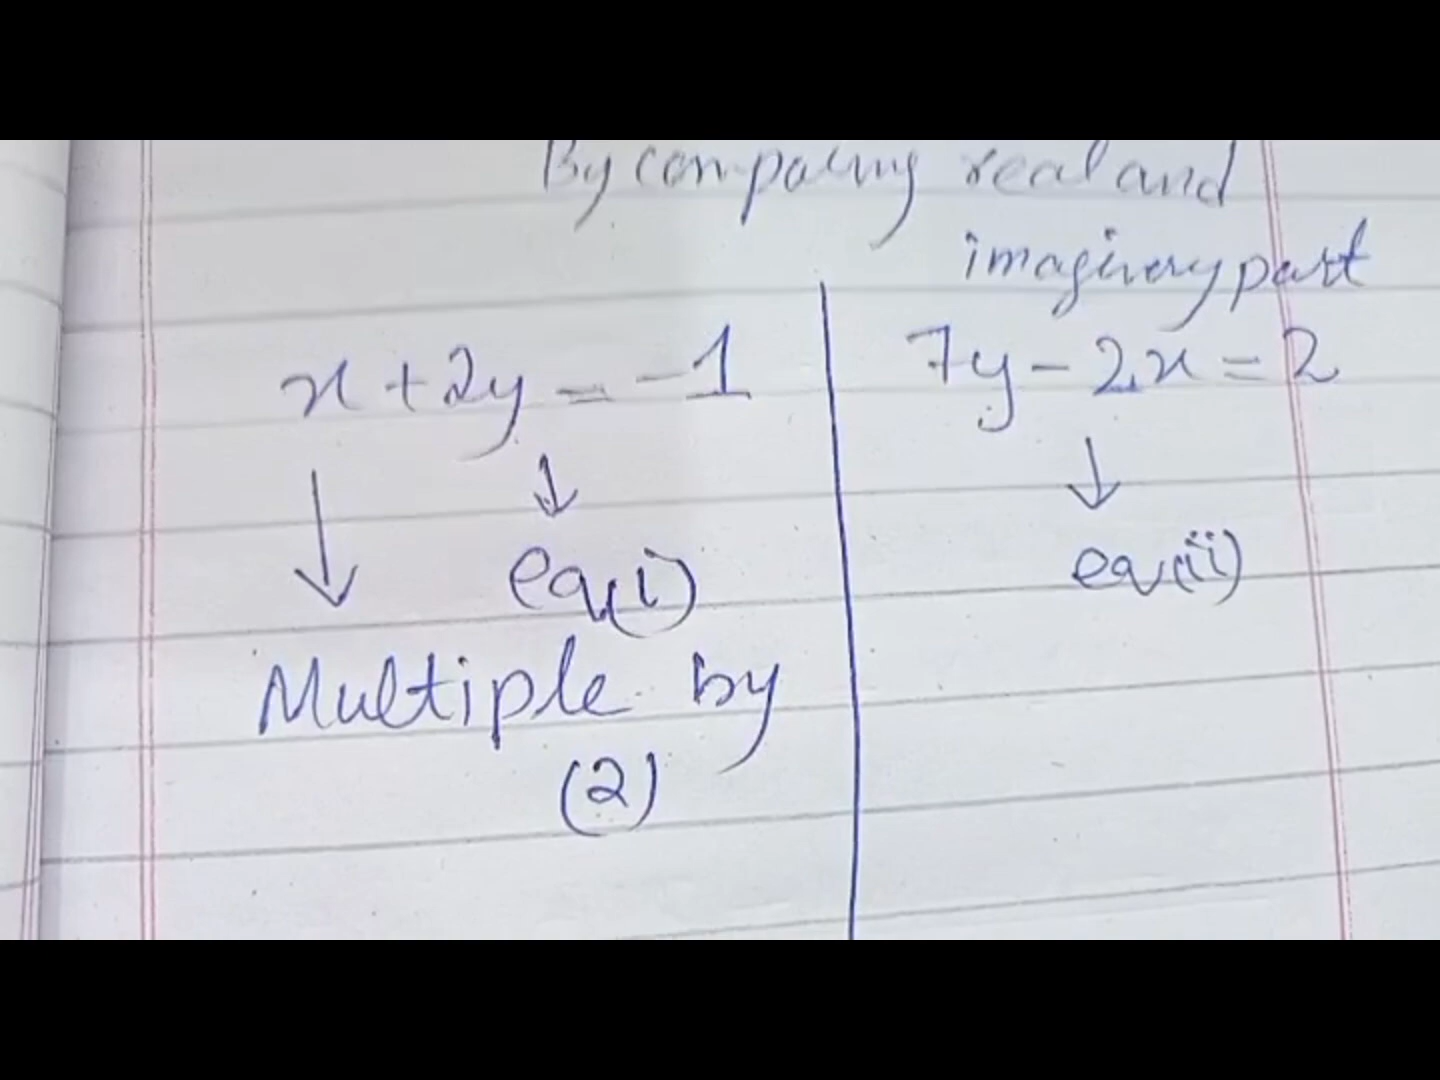 By comparing real and
imaginary part
x + 2y = -1
7y - 2x = 2
↓ ↓
↓
eq(i)
eq(ii)
Multiple by
(2)